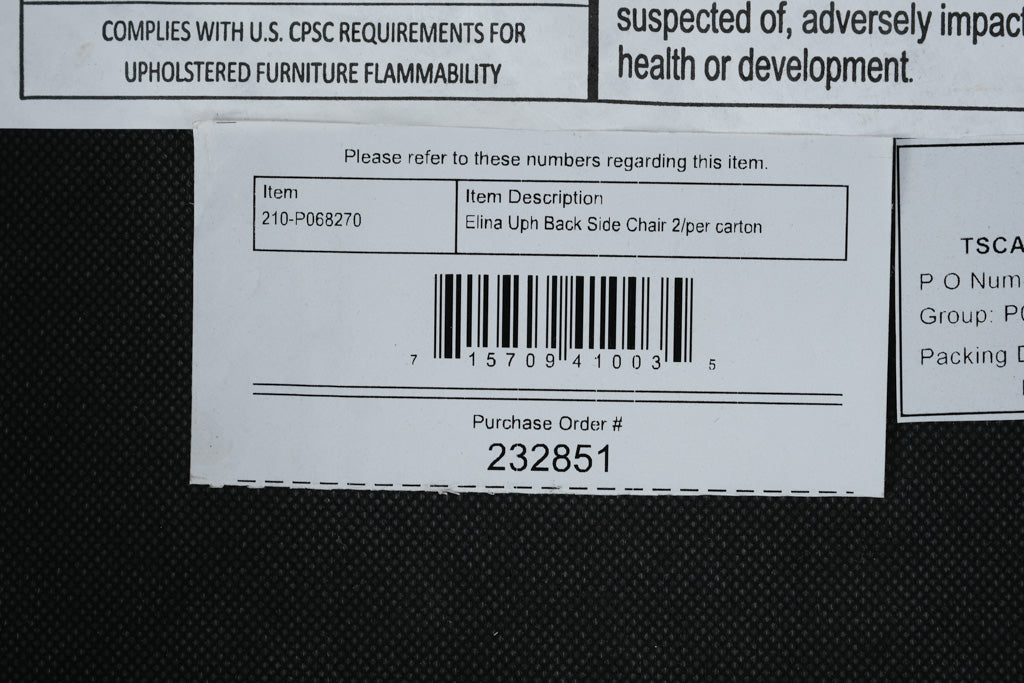 COMPLIES WITH U.S. CPSC REQUIREMENTS FOR
UPHOLSTERED FURNITURE FLAMMABILITY
suspected of, adversely impact
health or development.
Please refer to these numbers regarding this item.
Item
210-P068270
Item Description
Elina Uph Back Side Chair 2/per carton
7 15709 41003 5
Purchase Order #
232851
TSCA
P O Num
Group: P
Packing